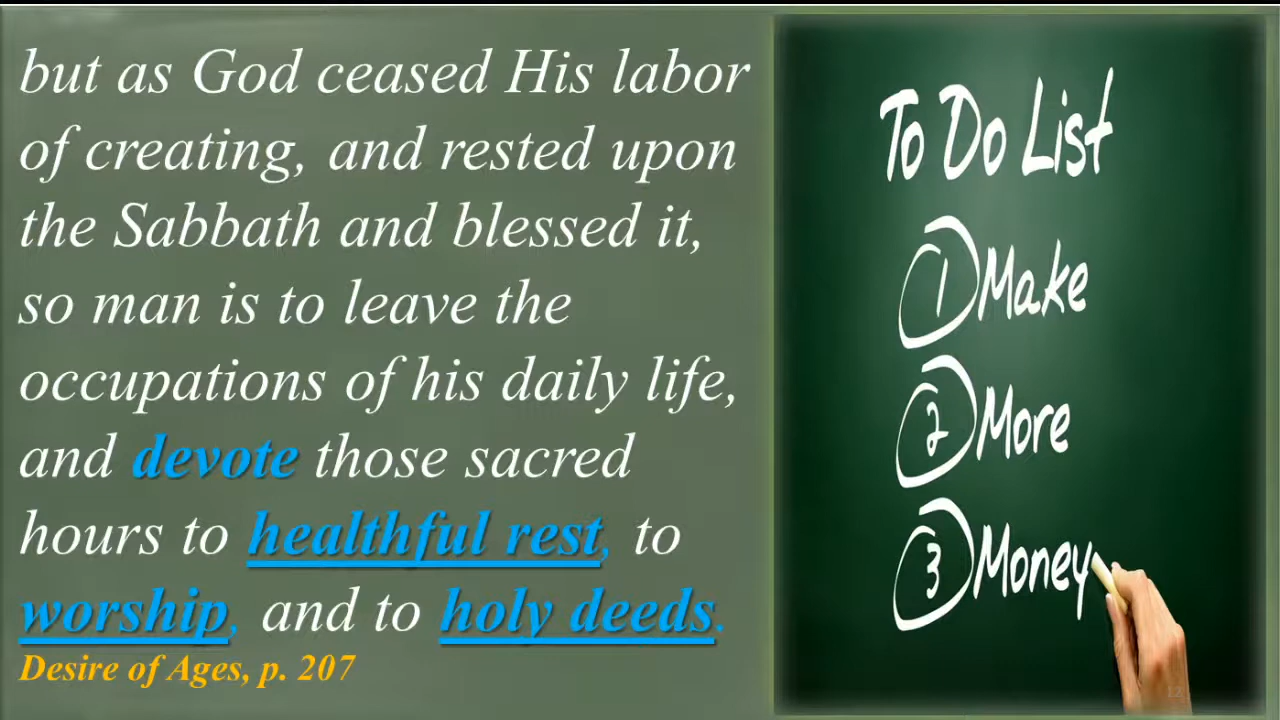 but as God ceased His labor
of creating, and rested upon
the Sabbath and blessed it,
so man is to leave the
occupations of his daily life,
and devote those sacred
hours to healthful rest, to
worship, and to holy deeds.
Desire of Ages, p. 207
To Do List
1 Make
2 More
3 Money
12